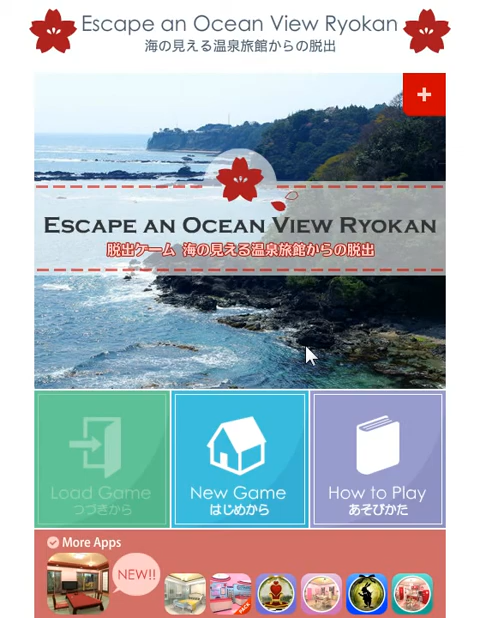 Escape an Ocean View Ryokan
海の見える温泉旅館からの脱出
+
ESCAPE AN OCEAN VIEW RYOKAN
脱出ゲーム 海の見える温泉旅館からの脱出
Load Game
つづきから
New Game
はじめから
How to Play
あそびかた
More Apps
NEW!!
PACK